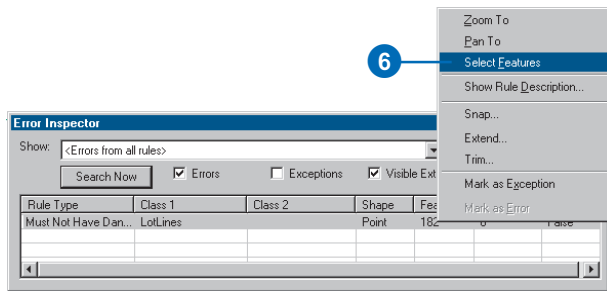 Zoom To
Pan To
6
Select Features
Show Rule Description...
Snap...
Extend...
Trim...
Mark as Exception
Mark as Error
Error Inspector
Show: <Errors from all rules>
Search Now Errors Exceptions Visible Ext
Rule Type Class 1 Class 2 Shape Fea
Must Not Have Dan... LotLines Point 182 0 False